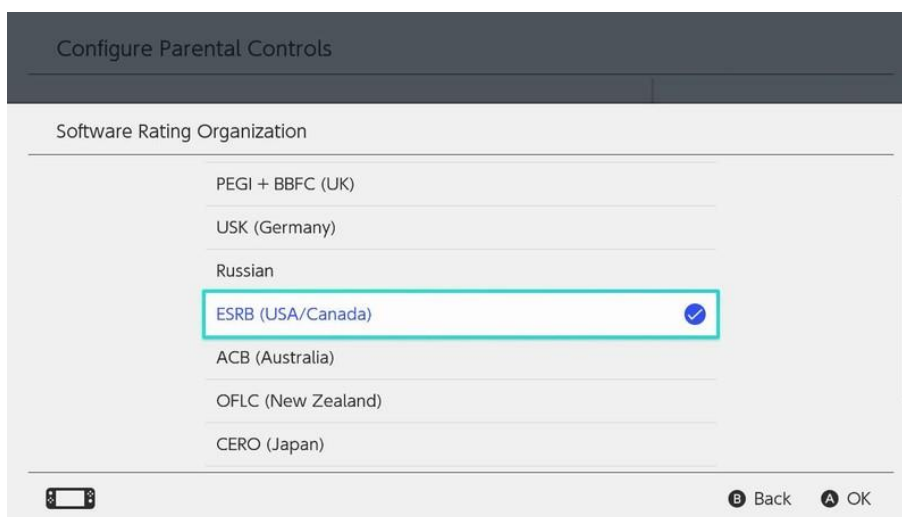 Configure Parental Controls
Software Rating Organization
PEGI + BBFC (UK)
USK (Germany)
Russian
ESRB (USA/Canada)
ACB (Australia)
OFLC (New Zealand)
CERO (Japan)
B Back A OK